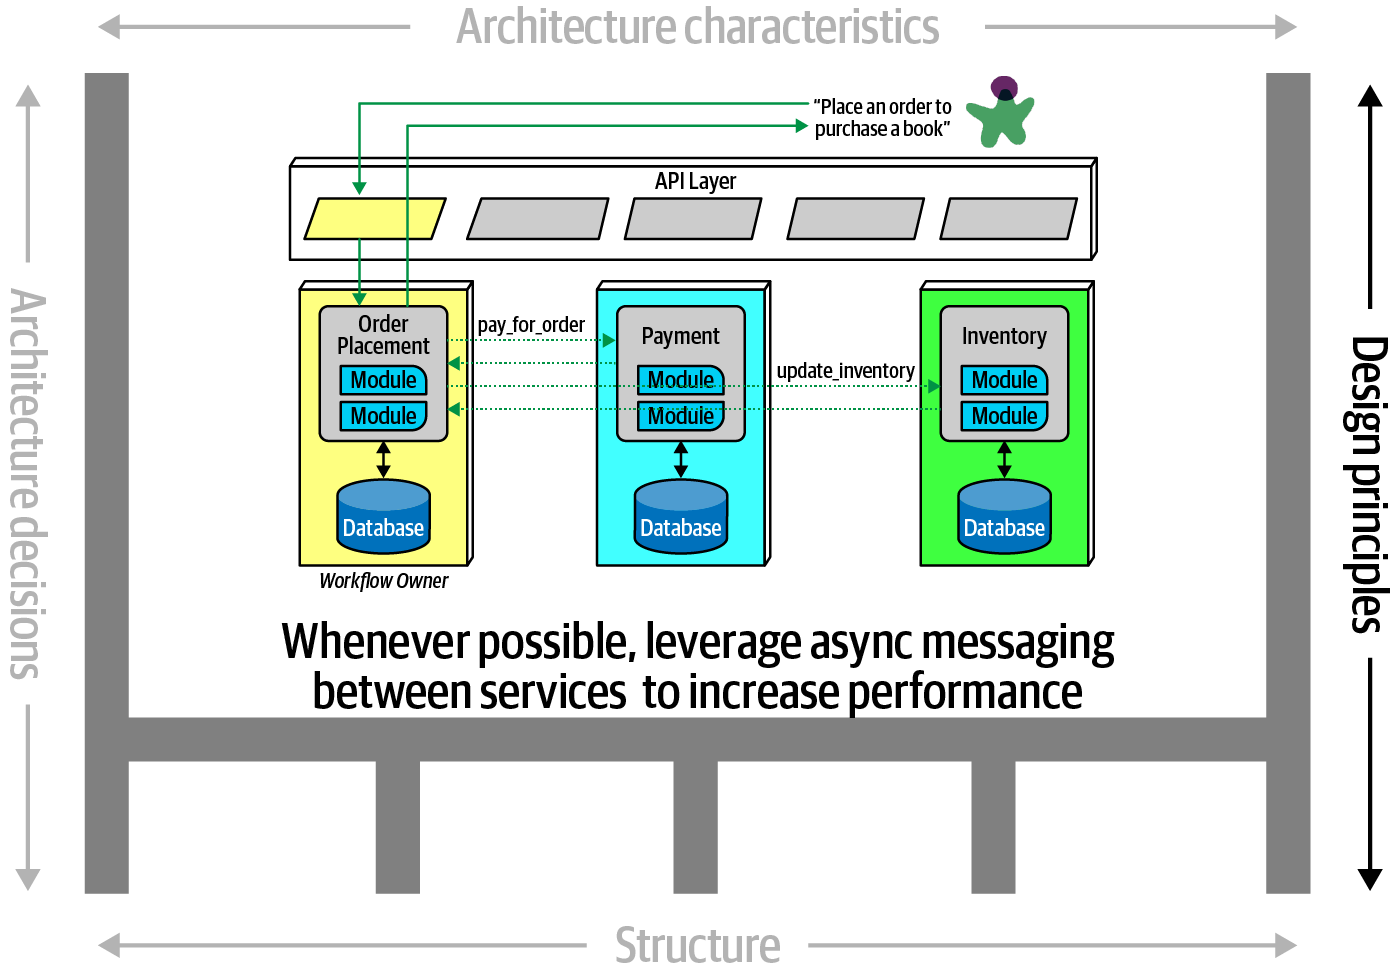 Architecture characteristics
"Place an order to
purchase a book"
API Layer
Order
Placement
Module
Module
Database
Workflow Owner
pay_for_order
Payment
Module
Module
Database
update_inventory
Inventory
Module
Module
Database
Whenever possible, leverage async messaging
between services to increase performance
Architecture decisions
Design principles
Structure